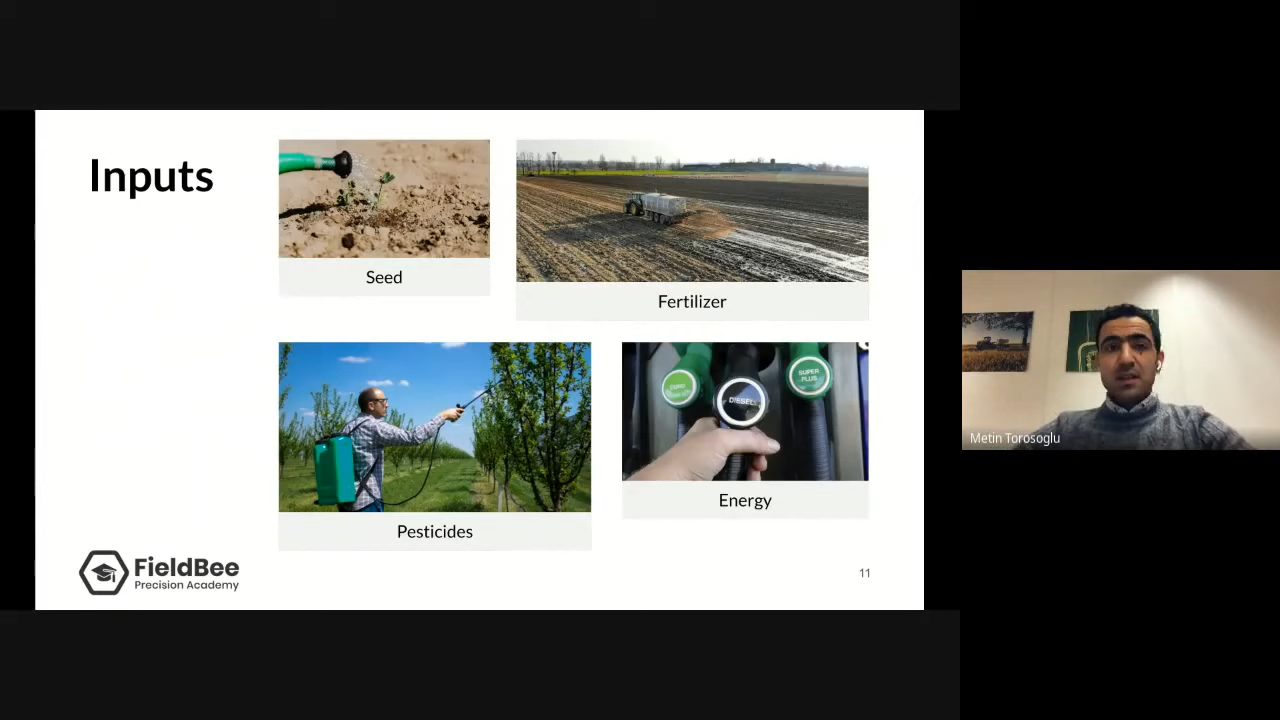 Inputs
Seed
Fertilizer
DIESEL
SUPER
PLUS
Pesticides
Energy
FieldBee
Precision Academy
11
Metin Torosoglu